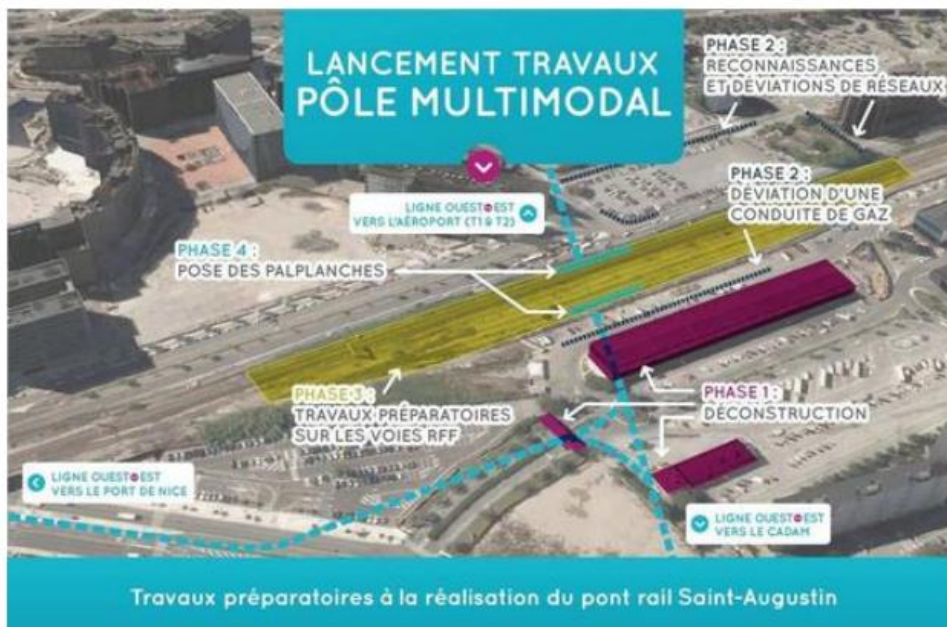 LANCEMENT TRAVAUX
PÔLE MULTIMODAL
PHASE 2 :
RECONNAISSANCES
ET DÉVIATIONS DE RÉSEAUX
LIGNE OUEST EST
VERS L'AÉROPORT (T1 & T2)
PHASE 2 :
DÉVIATION D'UNE
CONDUITE DE GAZ
PHASE 4 :
POSE DES PALPLANCHES
PHASE 3 :
TRAVAUX PRÉPARATOIRES
SUR LES VOIES RFF
PHASE 1 :
DÉCONSTRUCTION
LIGNE OUEST EST
VERS LE PORT DE NICE
LIGNE OUEST EST
VERS LE CADAM
Travaux préparatoires à la réalisation du pont rail Saint-Augustin